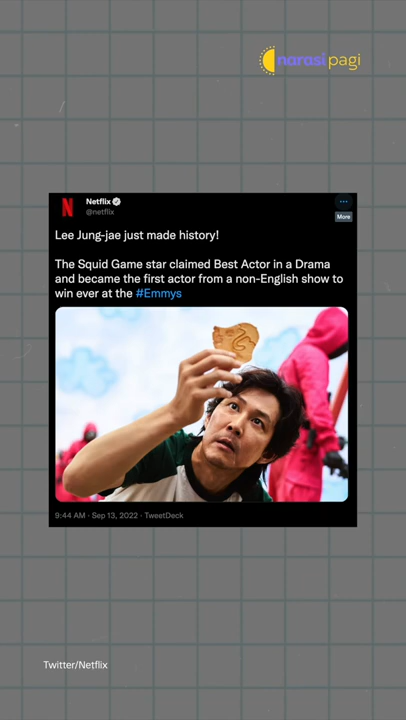 narasi pagi
Netflix
@netflix
More
Lee Jung-jae just made history!
The Squid Game star claimed Best Actor in a Drama
and became the first actor from a non-English show to
win ever at the #Emmys
9:44 AM · Sep 13, 2022 · TweetDeck
Twitter/Netflix